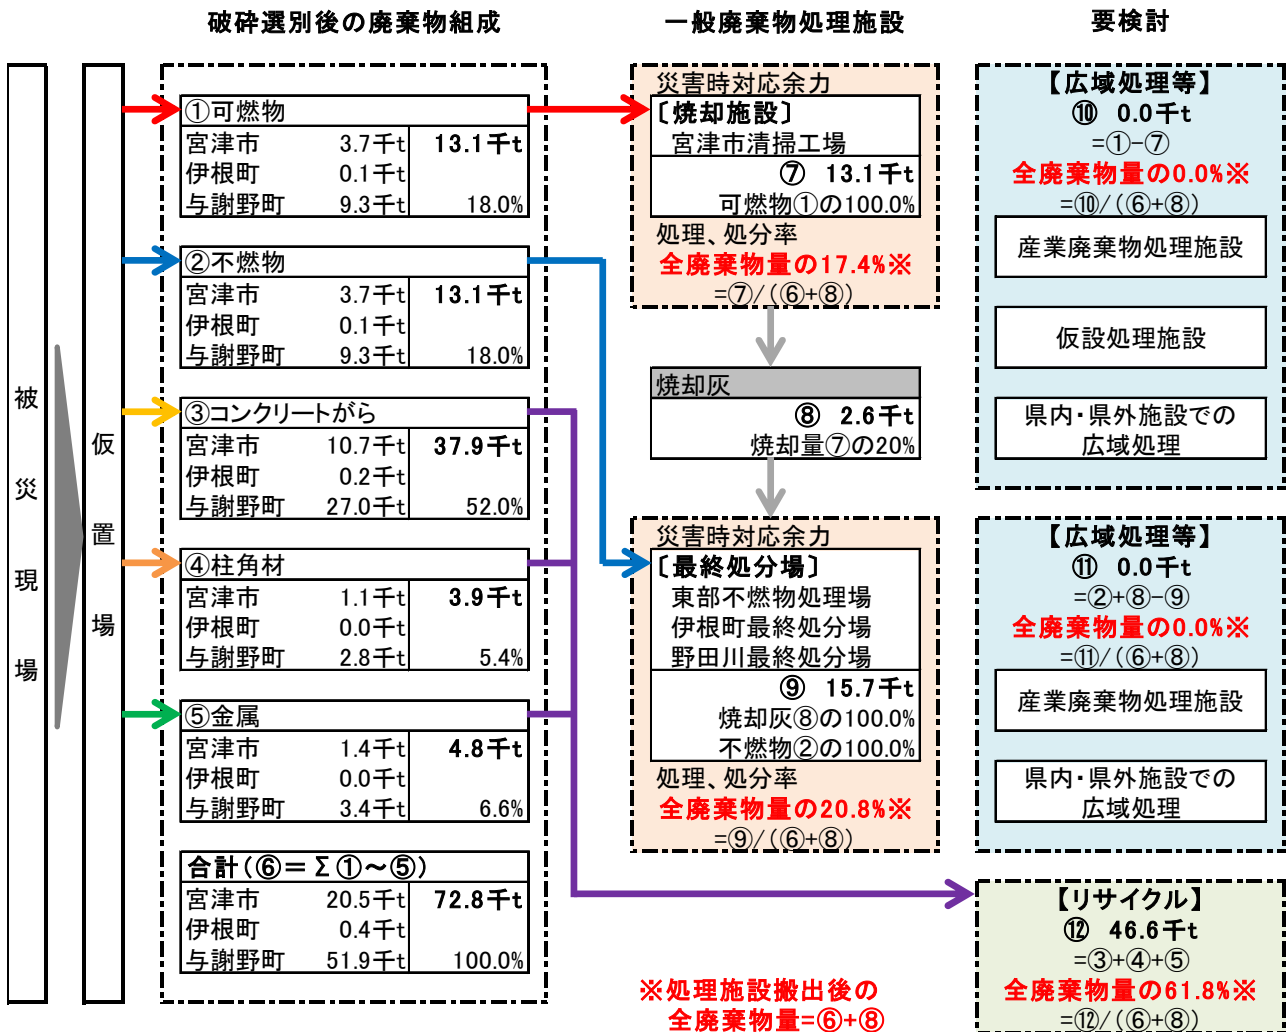 破砕選別後の廃棄物組成
一般廃棄物処理施設
要検討
被災現場
仮置場
①可燃物
宮津市 3.7千t 13.1千t
伊根町 0.1千t
与謝野町 9.3千t 18.0%
②不燃物
宮津市 3.7千t 13.1千t
伊根町 0.1千t
与謝野町 9.3千t 18.0%
③コンクリートがら
宮津市 10.7千t 37.9千t
伊根町 0.2千t
与謝野町 27.0千t 52.0%
④柱角材
宮津市 1.1千t 3.9千t
伊根町 0.0千t
与謝野町 2.8千t 5.4%
⑤金属
宮津市 1.4千t 4.8千t
伊根町 0.0千t
与謝野町 3.4千t 6.6%
合計(⑥=Σ①~⑤)
宮津市 20.5千t 72.8千t
伊根町 0.4千t
与謝野町 51.9千t 100.0%
災害時対応余力
〔焼却施設〕
宮津市清掃工場
⑦ 13.1千t
可燃物①の100.0%
処理、処分率
全廃棄物量の17.4%※
=⑦/(⑥+⑧)
焼却灰
⑧ 2.6千t
焼却量⑦の20%
災害時対応余力
〔最終処分場〕
東部不燃物処理場
伊根町最終処分場
野田川最終処分場
⑨ 15.7千t
焼却灰⑧の100.0%
不燃物②の100.0%
処理、処分率
全廃棄物量の20.8%※
=⑨/(⑥+⑧)
※処理施設搬出後の
全廃棄物量=⑥+⑧
【広域処理等】
⑩ 0.0千t
=①-⑦
全廃棄物量の0.0%※
=⑩/(⑥+⑧)
産業廃棄物処理施設
仮設処理施設
県内・県外施設での
広域処理
【広域処理等】
⑪ 0.0千t
=②+⑧-⑨
全廃棄物量の0.0%※
=⑪/(⑥+⑧)
産業廃棄物処理施設
県内・県外施設での
広域処理
【リサイクル】
⑫ 46.6千t
=③+④+⑤
全廃棄物量の61.8%※
=⑫/(⑥+⑧)